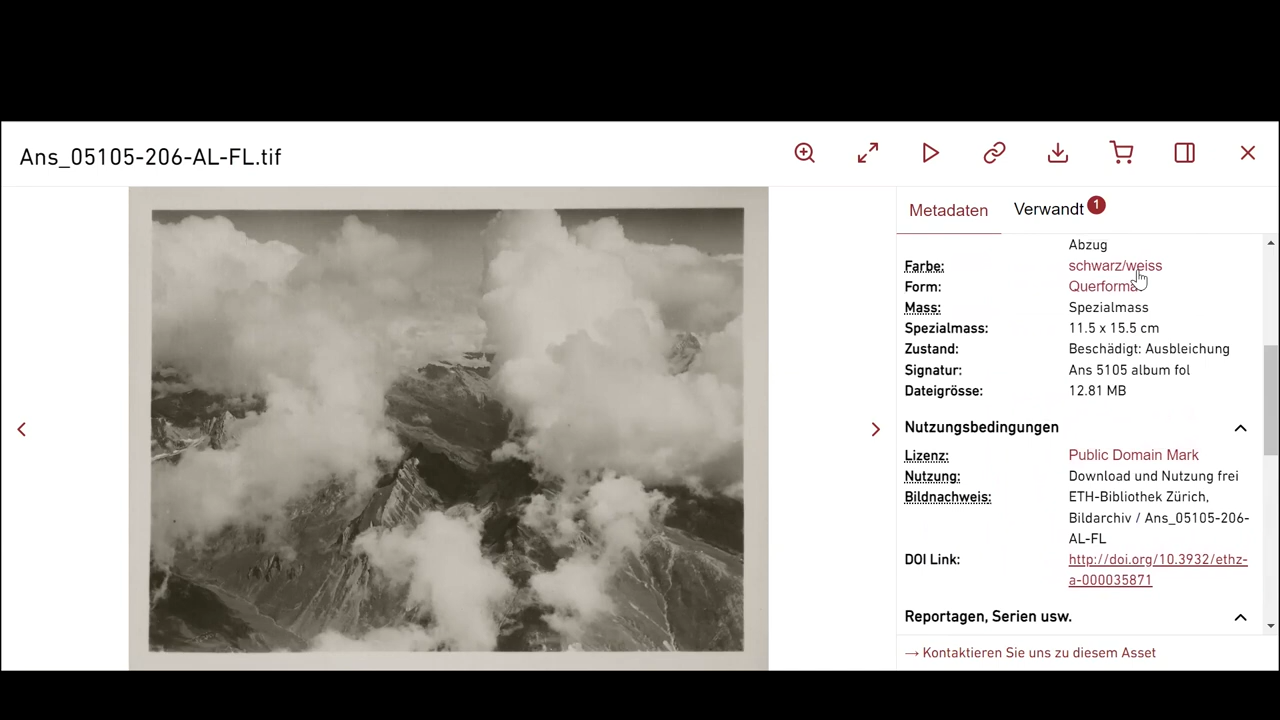 Ans_05105-206-AL-FL.tif
Metadaten
Verwandt 1
Abzug
Farbe: schwarz/weiss
Form:
Mass: Spezialmass
Spezialmass: 11.5 x 15.5 cm
Zustand: Beschädigt: Ausbleichung
Signatur: Ans 5105 album fol
Dateigrösse: 12.81 MB
Nutzungsbedingungen
Lizenz: Public Domain Mark
Nutzung: Download und Nutzung frei
Bildnachweis: ETH-Bibliothek Zürich,
Bildarchiv / Ans_05105-206-
AL-FL
DOI Link: http://doi.org/10.3932/ethz-
a-000035871
Reportagen, Serien usw.
→ Kontaktieren Sie uns zu diesem Asset